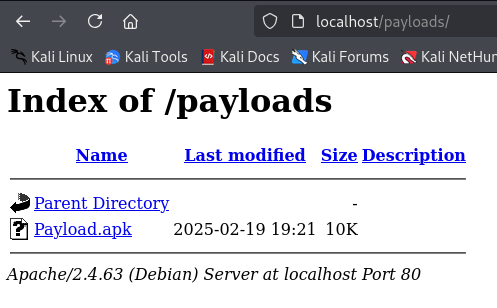 localhost/payloads/
Kali Linux Kali Tools Kali Docs Kali Forums Kali NetHun
Index of /payloads
Name Last modified Size Description
Parent Directory -
Payload.apk 2025-02-19 19:21 10K
Apache/2.4.63 (Debian) Server at localhost Port 80